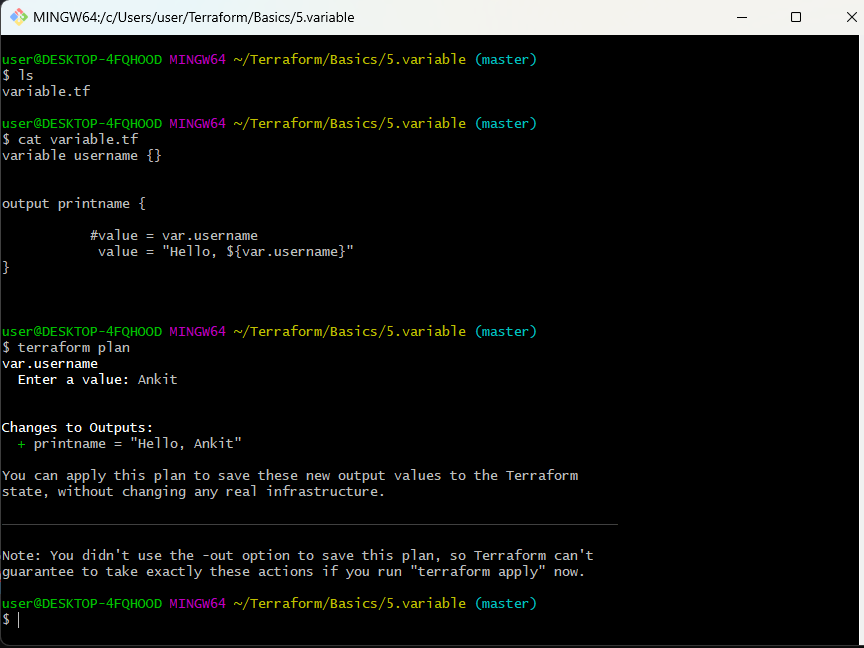 MINGW64:/c/Users/user/Terraform/Basics/5.variable
user@DESKTOP-4FQHOOD MINGW64 ~/Terraform/Basics/5.variable (master)
$ ls
variable.tf
user@DESKTOP-4FQHOOD MINGW64 ~/Terraform/Basics/5.variable (master)
$ cat variable.tf
variable username {}
output printname {
#value = var.username
value = "Hello, ${var.username}"
}
user@DESKTOP-4FQHOOD MINGW64 ~/Terraform/Basics/5.variable (master)
$ terraform plan
var.username
Enter a value: Ankit
Changes to Outputs:
+ printname = "Hello, Ankit"
You can apply this plan to save these new output values to the Terraform
state, without changing any real infrastructure.
Note: You didn't use the -out option to save this plan, so Terraform can't
guarantee to take exactly these actions if you run "terraform apply" now.
user@DESKTOP-4FQHOOD MINGW64 ~/Terraform/Basics/5.variable (master)
$